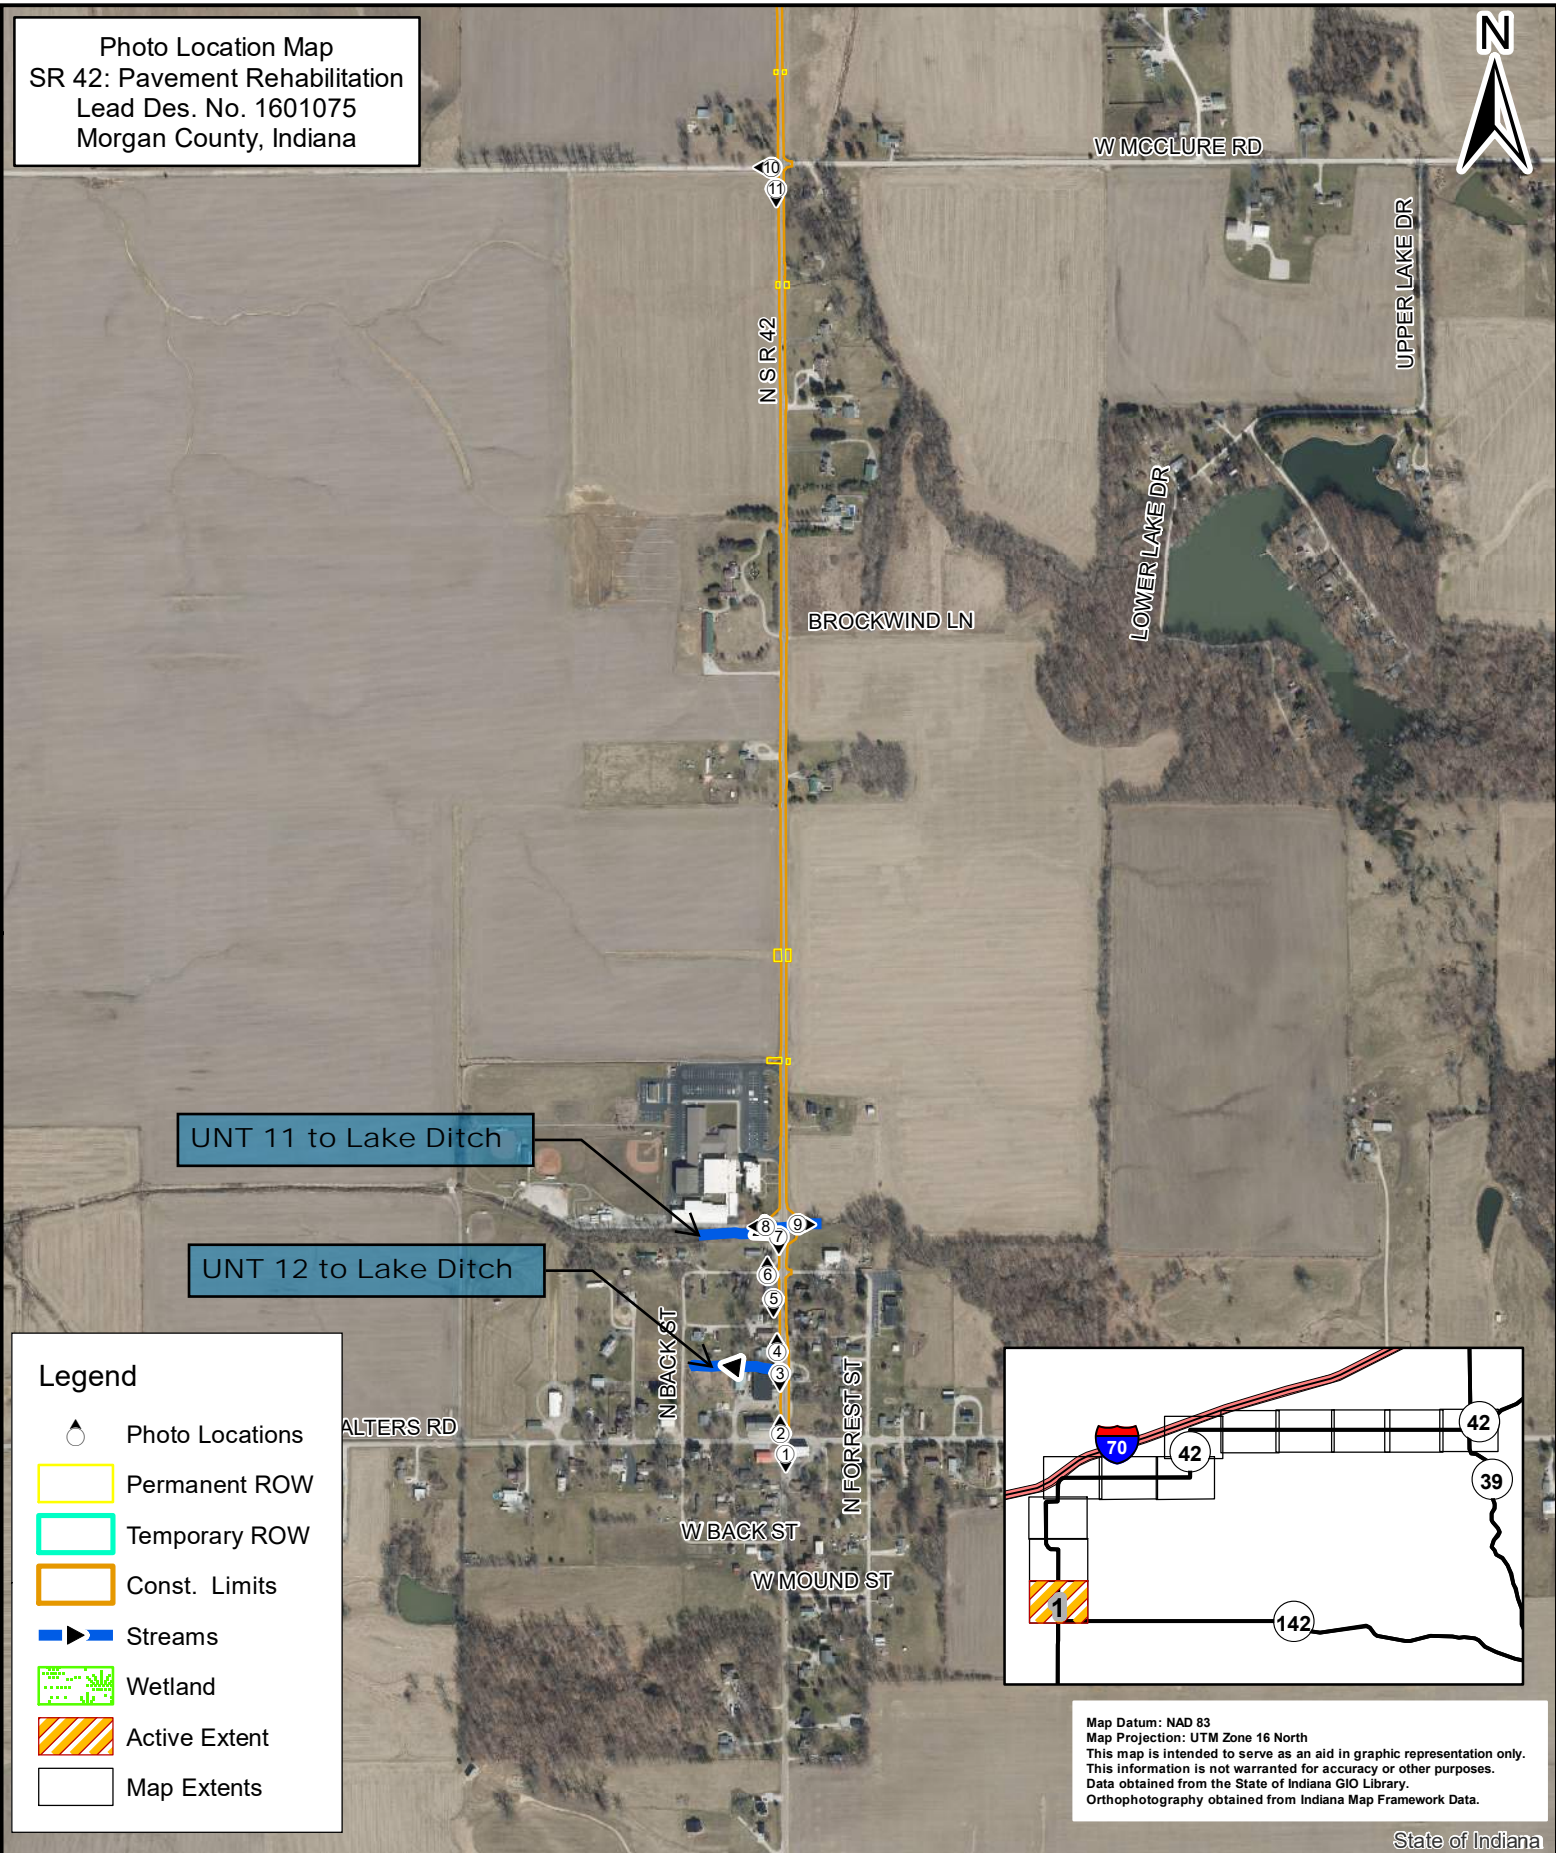 Photo Location Map
SR 42: Pavement Rehabilitation
Lead Des. No. 1601075
Morgan County, Indiana
N
W MCCLURE RD
10
11
UPPER LAKE DR
N S R 42
LOWER LAKE DR
BROCKWIND LN
UNT 11 to Lake Ditch
8
9
7
UNT 12 to Lake Ditch
6
5
N BACK ST
4
3
N FORREST ST
2
1
ALTERS RD
W BACK ST
W MOUND ST
Legend
Photo Locations
Permanent ROW
Temporary ROW
Const. Limits
Streams
Wetland
Active Extent
Map Extents
70
42
42
39
1
142
Map Datum: NAD 83
Map Projection: UTM Zone 16 North
This map is intended to serve as an aid in graphic representation only.
This information is not warranted for accuracy or other purposes.
Data obtained from the State of Indiana GIO Library.
Orthophotography obtained from Indiana Map Framework Data.
State of Indiana